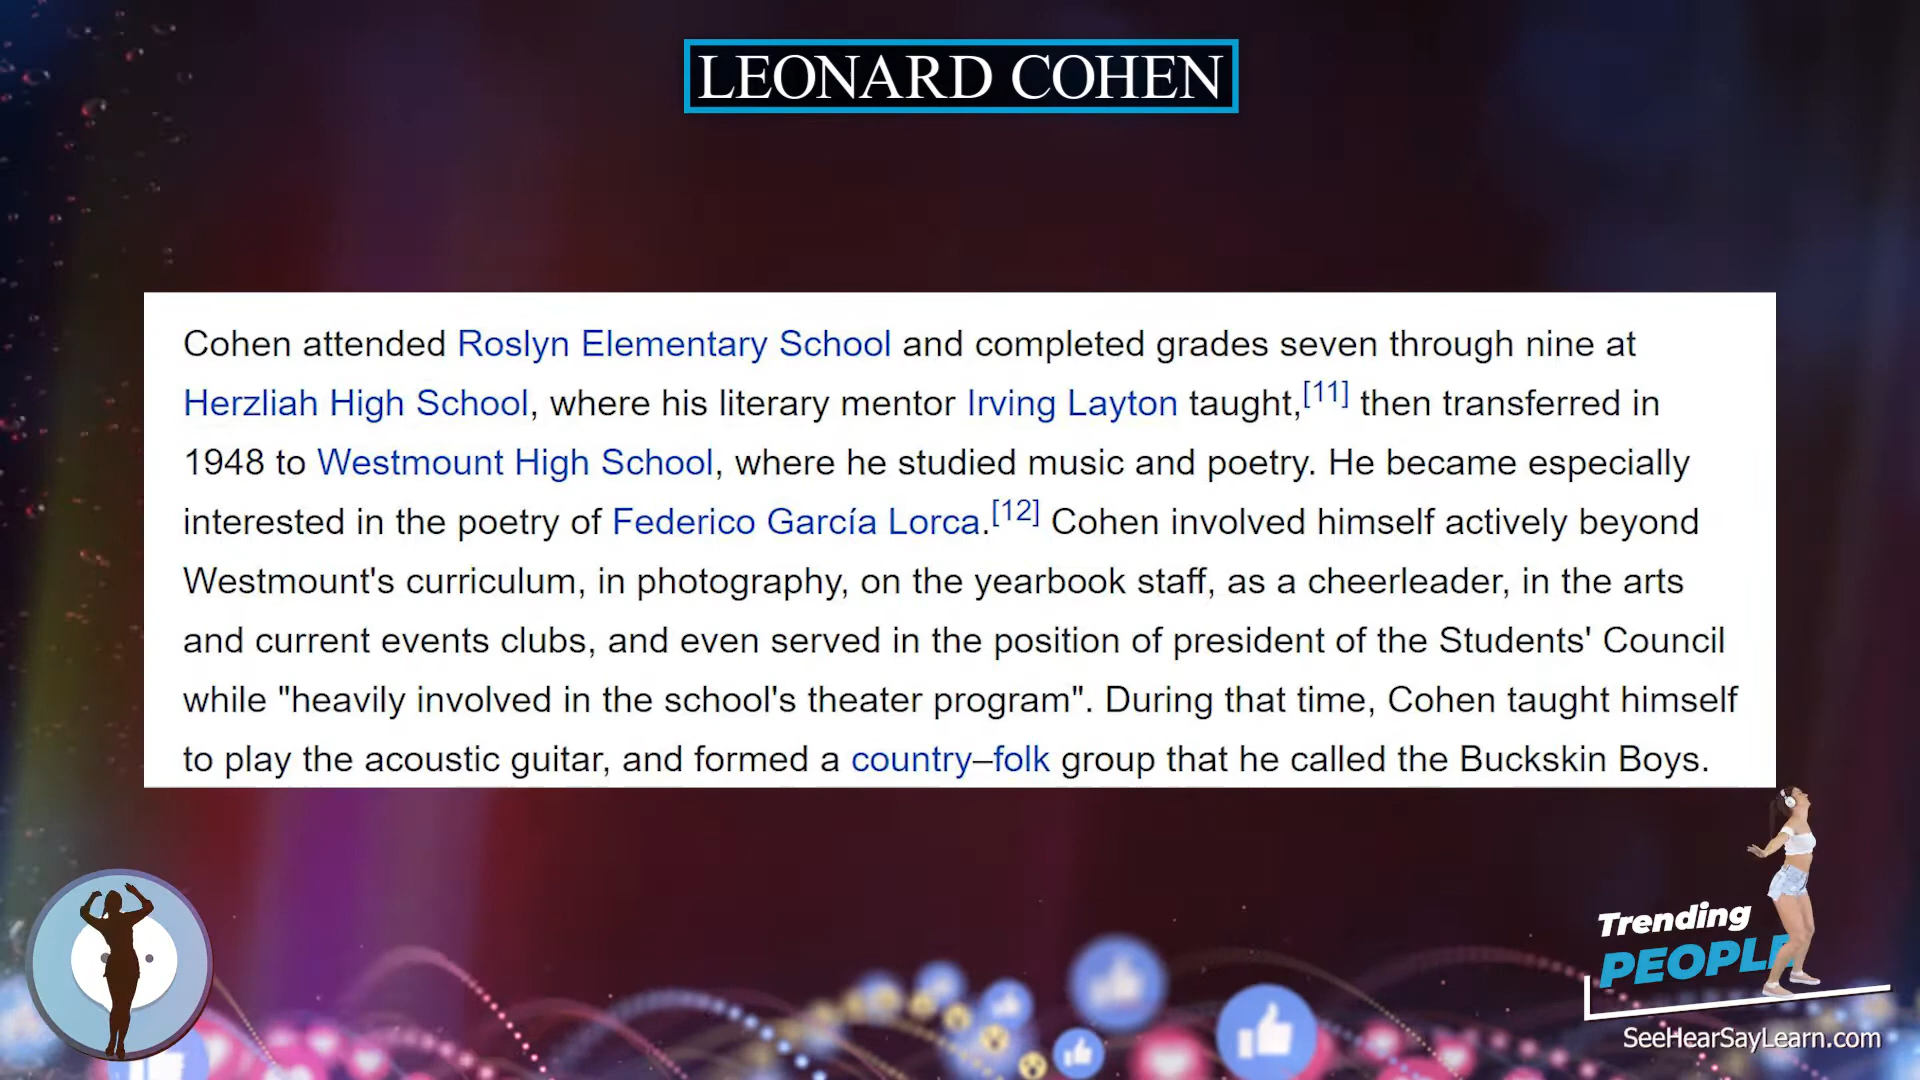 LEONARD COHEN
Cohen attended Roslyn Elementary School and completed grades seven through nine at
Herzliah High School, where his literary mentor Irving Layton taught,[11] then transferred in
1948 to Westmount High School, where he studied music and poetry. He became especially
interested in the poetry of Federico García Lorca.[12] Cohen involved himself actively beyond
Westmount's curriculum, in photography, on the yearbook staff, as a cheerleader, in the arts
and current events clubs, and even served in the position of president of the Students' Council
while "heavily involved in the school's theater program". During that time, Cohen taught himself
to play the acoustic guitar, and formed a country–folk group that he called the Buckskin Boys.
Trending
PEOPLE
SeeHearSayLearn.com